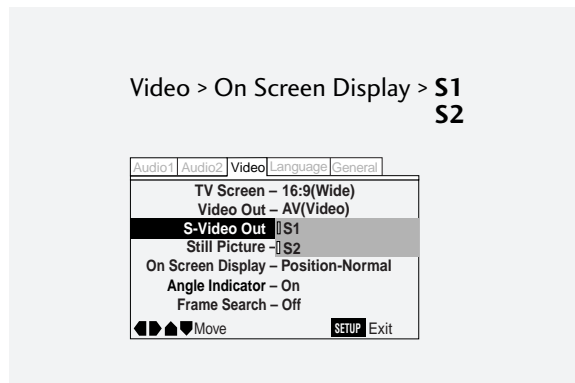 Video > On Screen Display > S1
S2
Audio1 Audio2 Video Language General
TV Screen – 16:9(Wide)
Video Out – AV(Video)
S-Video Out S1
Still Picture – S2
On Screen Display – Position-Normal
Angle Indicator – On
Frame Search – Off
Move SETUP Exit